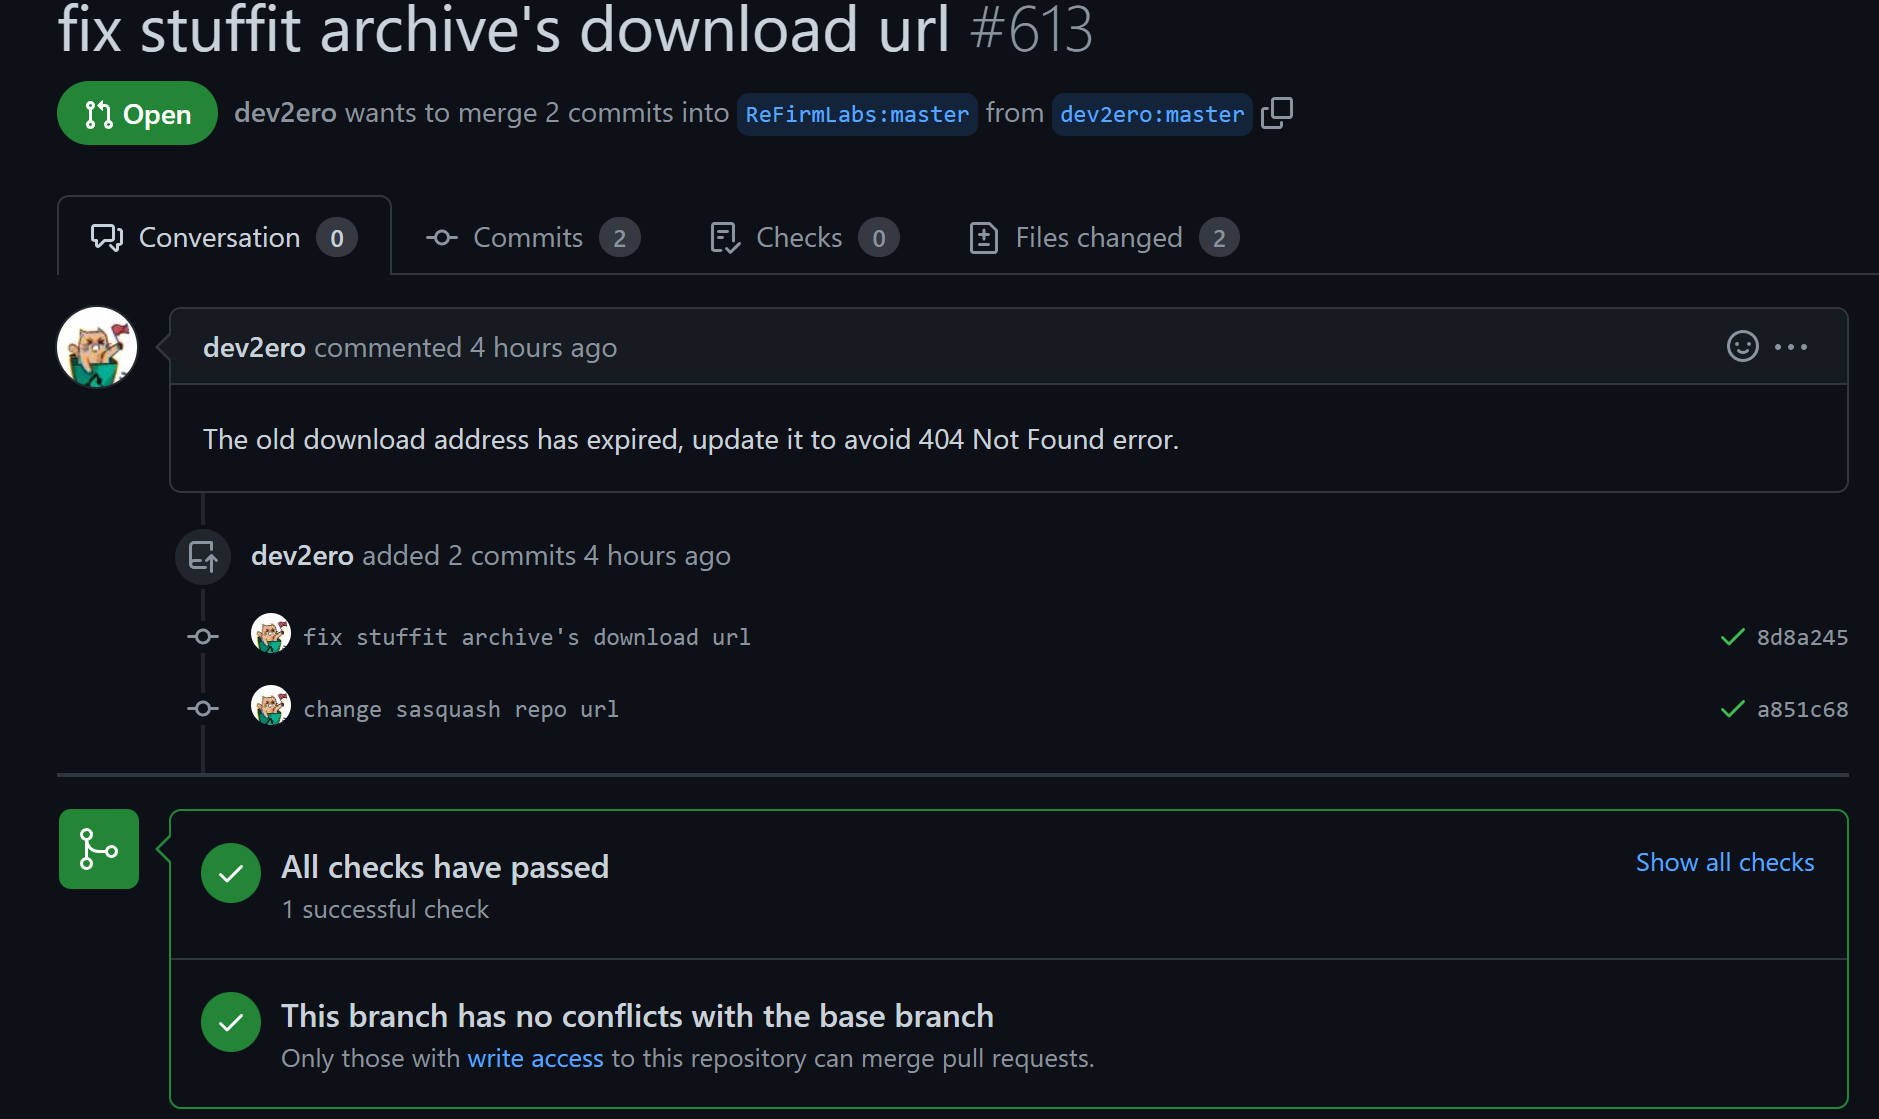 fix stuffit archive's download url #613
Open dev2ero wants to merge 2 commits into ReFirmLabs:master from dev2ero:master
Conversation 0 Commits 2 Checks 0 Files changed 2
dev2ero commented 4 hours ago
The old download address has expired, update it to avoid 404 Not Found error.
dev2ero added 2 commits 4 hours ago
fix stuffit archive's download url 8d8a245
change sasquash repo url a851c68
All checks have passed Show all checks
1 successful check
This branch has no conflicts with the base branch
Only those with write access to this repository can merge pull requests.